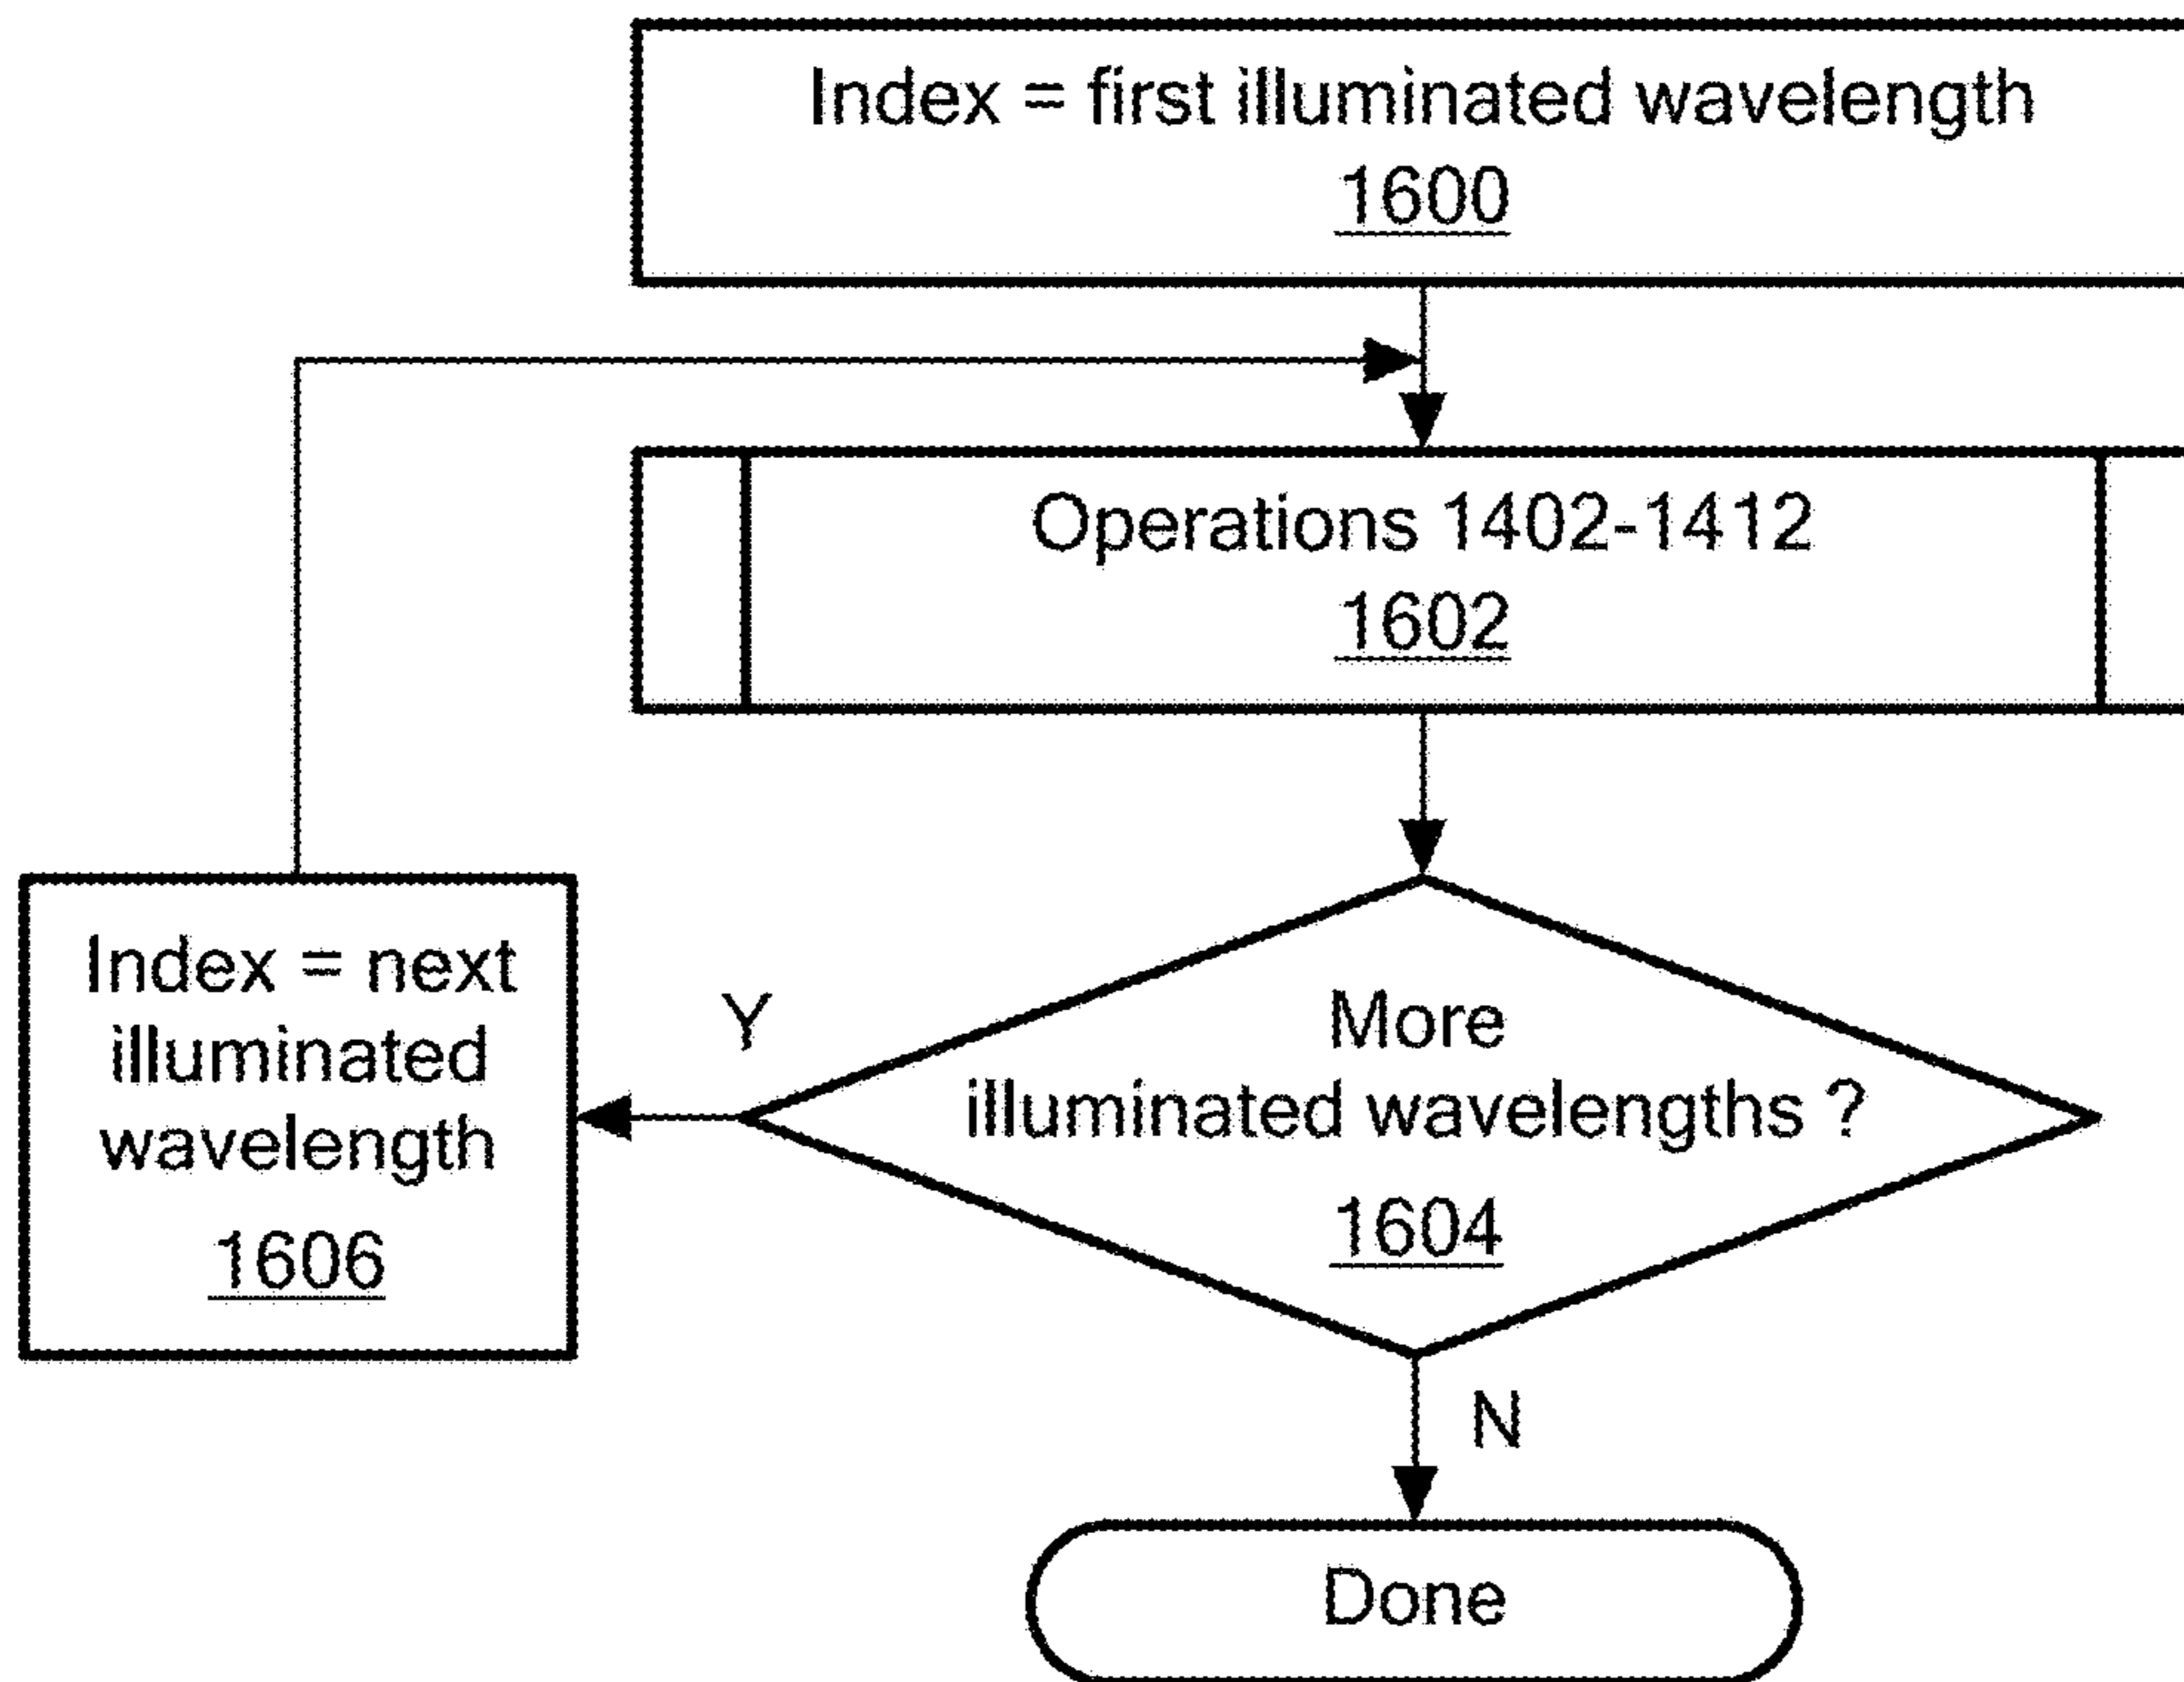 Index = first illuminated wavelength
1600
Operations 1402-1412
1602
Index = next
illuminated
wavelength
1606
Y
More
illuminated wavelengths ?
1604
N
Done